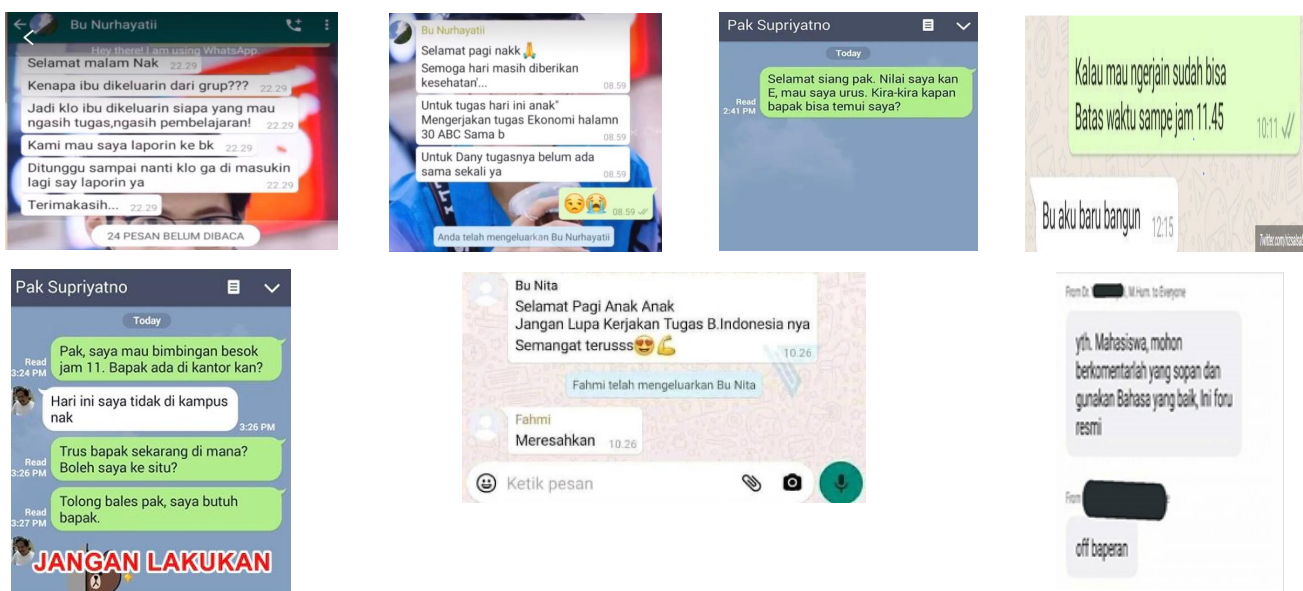 Bu Nurhayatii
Hey there! I am using WhatsApp.
Selamat malam Nak 22.29
Kenapa ibu dikeluarin dari grup??? 22.29
Jadi klo ibu dikeluarin siapa yang mau
ngasih tugas,ngasih pembelajaran! 22.29
Kami mau saya laporin ke bk 22.29
Ditunggu sampai nanti klo ga di masukin
lagi say laporin ya 22.29
Terimakasih... 22.29
24 PESAN BELUM DIBACA
Bu Nurhayatii
Selamat pagi nakk🙏
Semoga hari masih diberikan
kesehatan'... 08.59
Untuk tugas hari ini anak"
Mengerjakan tugas Ekonomi halamn
30 ABC Sama b 08.59
Untuk Dany tugasnya belum ada
sama sekali ya 08.59
😒😭 08.59
Anda telah mengeluarkan Bu Nurhayatii
Pak Supriyatno
Today
Selamat siang pak. Nilai saya kan
E, mau saya urus. Kira-kira kapan
bapak bisa temui saya?
Read
2:41 PM
Kalau mau ngerjain sudah bisa
Batas waktu sampe jam 11.45
10:11
Bu aku baru bangun 12:15
Pak Supriyatno
Today
Pak, saya mau bimbingan besok
jam 11. Bapak ada di kantor kan?
Read
3:24 PM
Hari ini saya tidak di kampus
nak
3:26 PM
Trus bapak sekarang di mana?
Boleh saya ke situ?
Read
3:26 PM
Tolong bales pak, saya butuh
bapak.
Read
3:27 PM
JANGAN LAKUKAN
Bu Nita
Selamat Pagi Anak Anak
Jangan Lupa Kerjakan Tugas B.Indonesia nya
Semangat terusss😍💪
10.26
Fahmi telah mengeluarkan Bu Nita
Fahmi
Meresahkan 10.26
Ketik pesan
From Dr. , M.Hum. to Everyone
yth. Mahasiswa, mohon
berkomentarlah yang sopan dan
gunakan Bahasa yang baik, Ini foru
resmi
From
off baperan